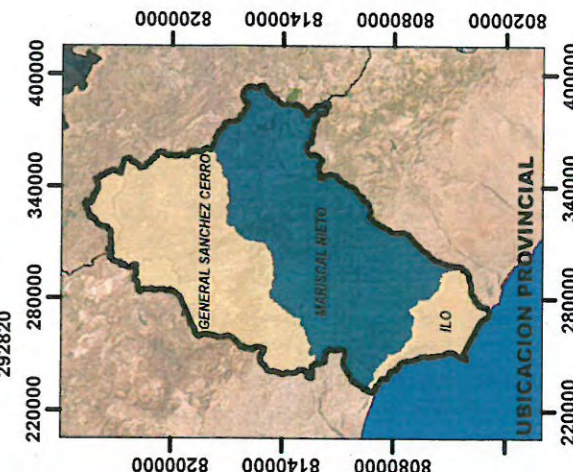 292820
220000 280000 340000 400000
8200000 8200000
GENERAL SANCHEZ CERRO
8140000 8140000
MARISCAL NIETO
8080000 8080000
ILO
8020000
UBICACION PROVINCIAL
220000 280000 340000 400000